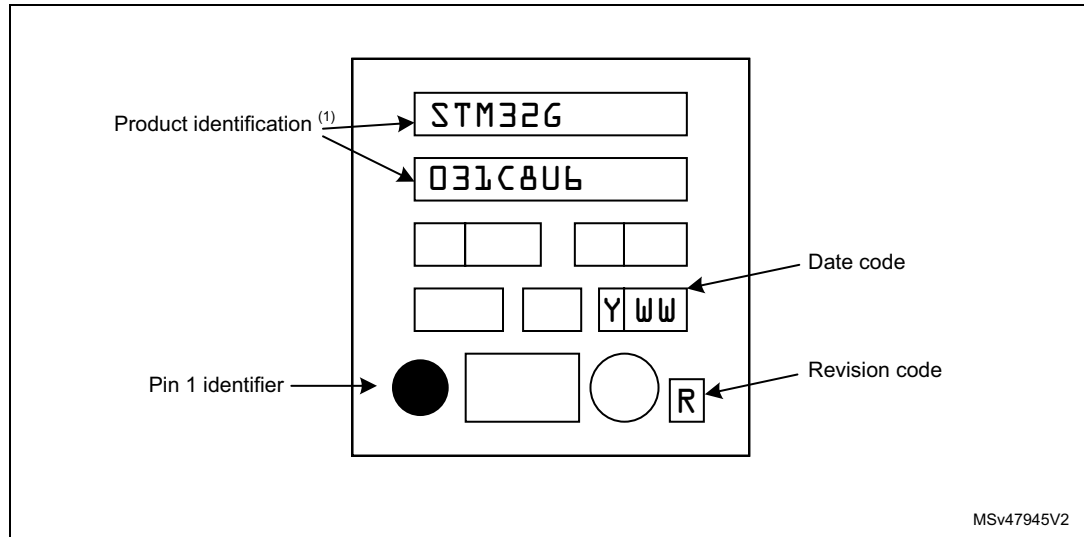 STM32G
Product identification (1)
031C8U6
Date code
Y WW
Pin 1 identifier
Revision code
R
MSv47945V2